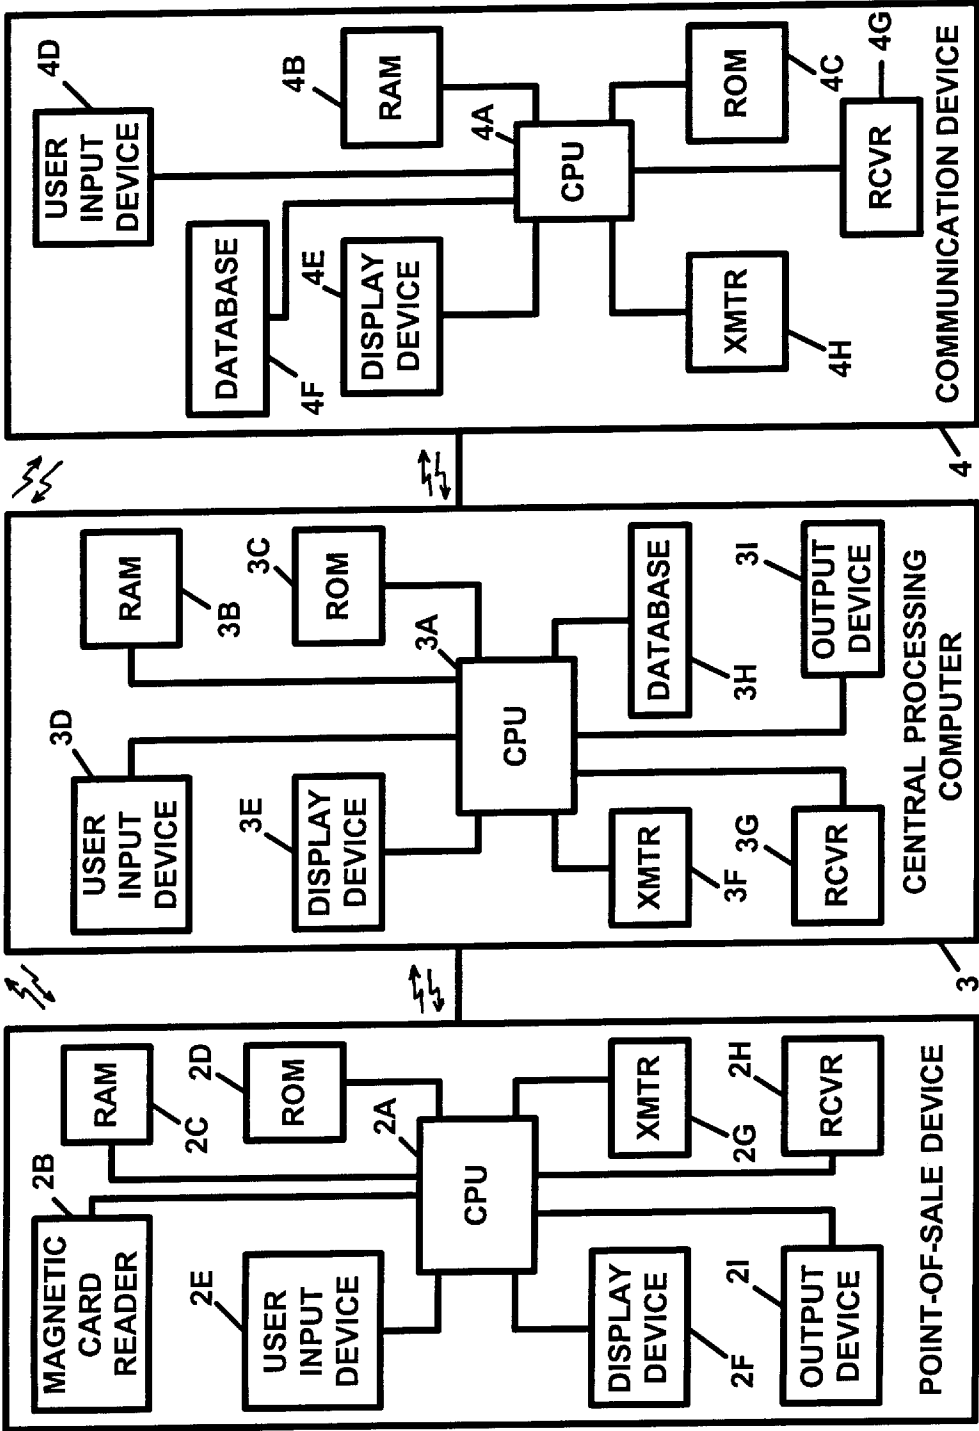 MAGNETIC
CARD
READER
2B
RAM
2C
2D
ROM
2E
USER
INPUT
DEVICE
2A
CPU
DISPLAY
DEVICE
2F
XMTR
2G
2I
OUTPUT
DEVICE
2H
RCVR
POINT-OF-SALE DEVICE
3D
USER
INPUT
DEVICE
RAM
3B
3C
ROM
3E
DISPLAY
DEVICE
3A
CPU
XMTR
3F
DATABASE
3H
3G
RCVR
3I
OUTPUT
DEVICE
CENTRAL PROCESSING
COMPUTER
3
4D
USER
INPUT
DEVICE
DATABASE
4F
4B
RAM
4E
DISPLAY
DEVICE
4A
CPU
XMTR
4H
ROM
4C
RCVR
4G
COMMUNICATION DEVICE
4